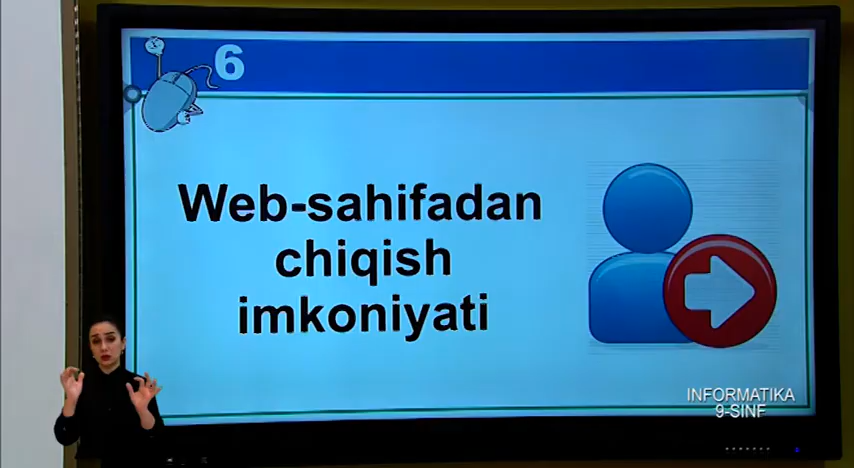 6
Web-sahifadan
chiqish
imkoniyati
INFORMATIKA
9-SINF